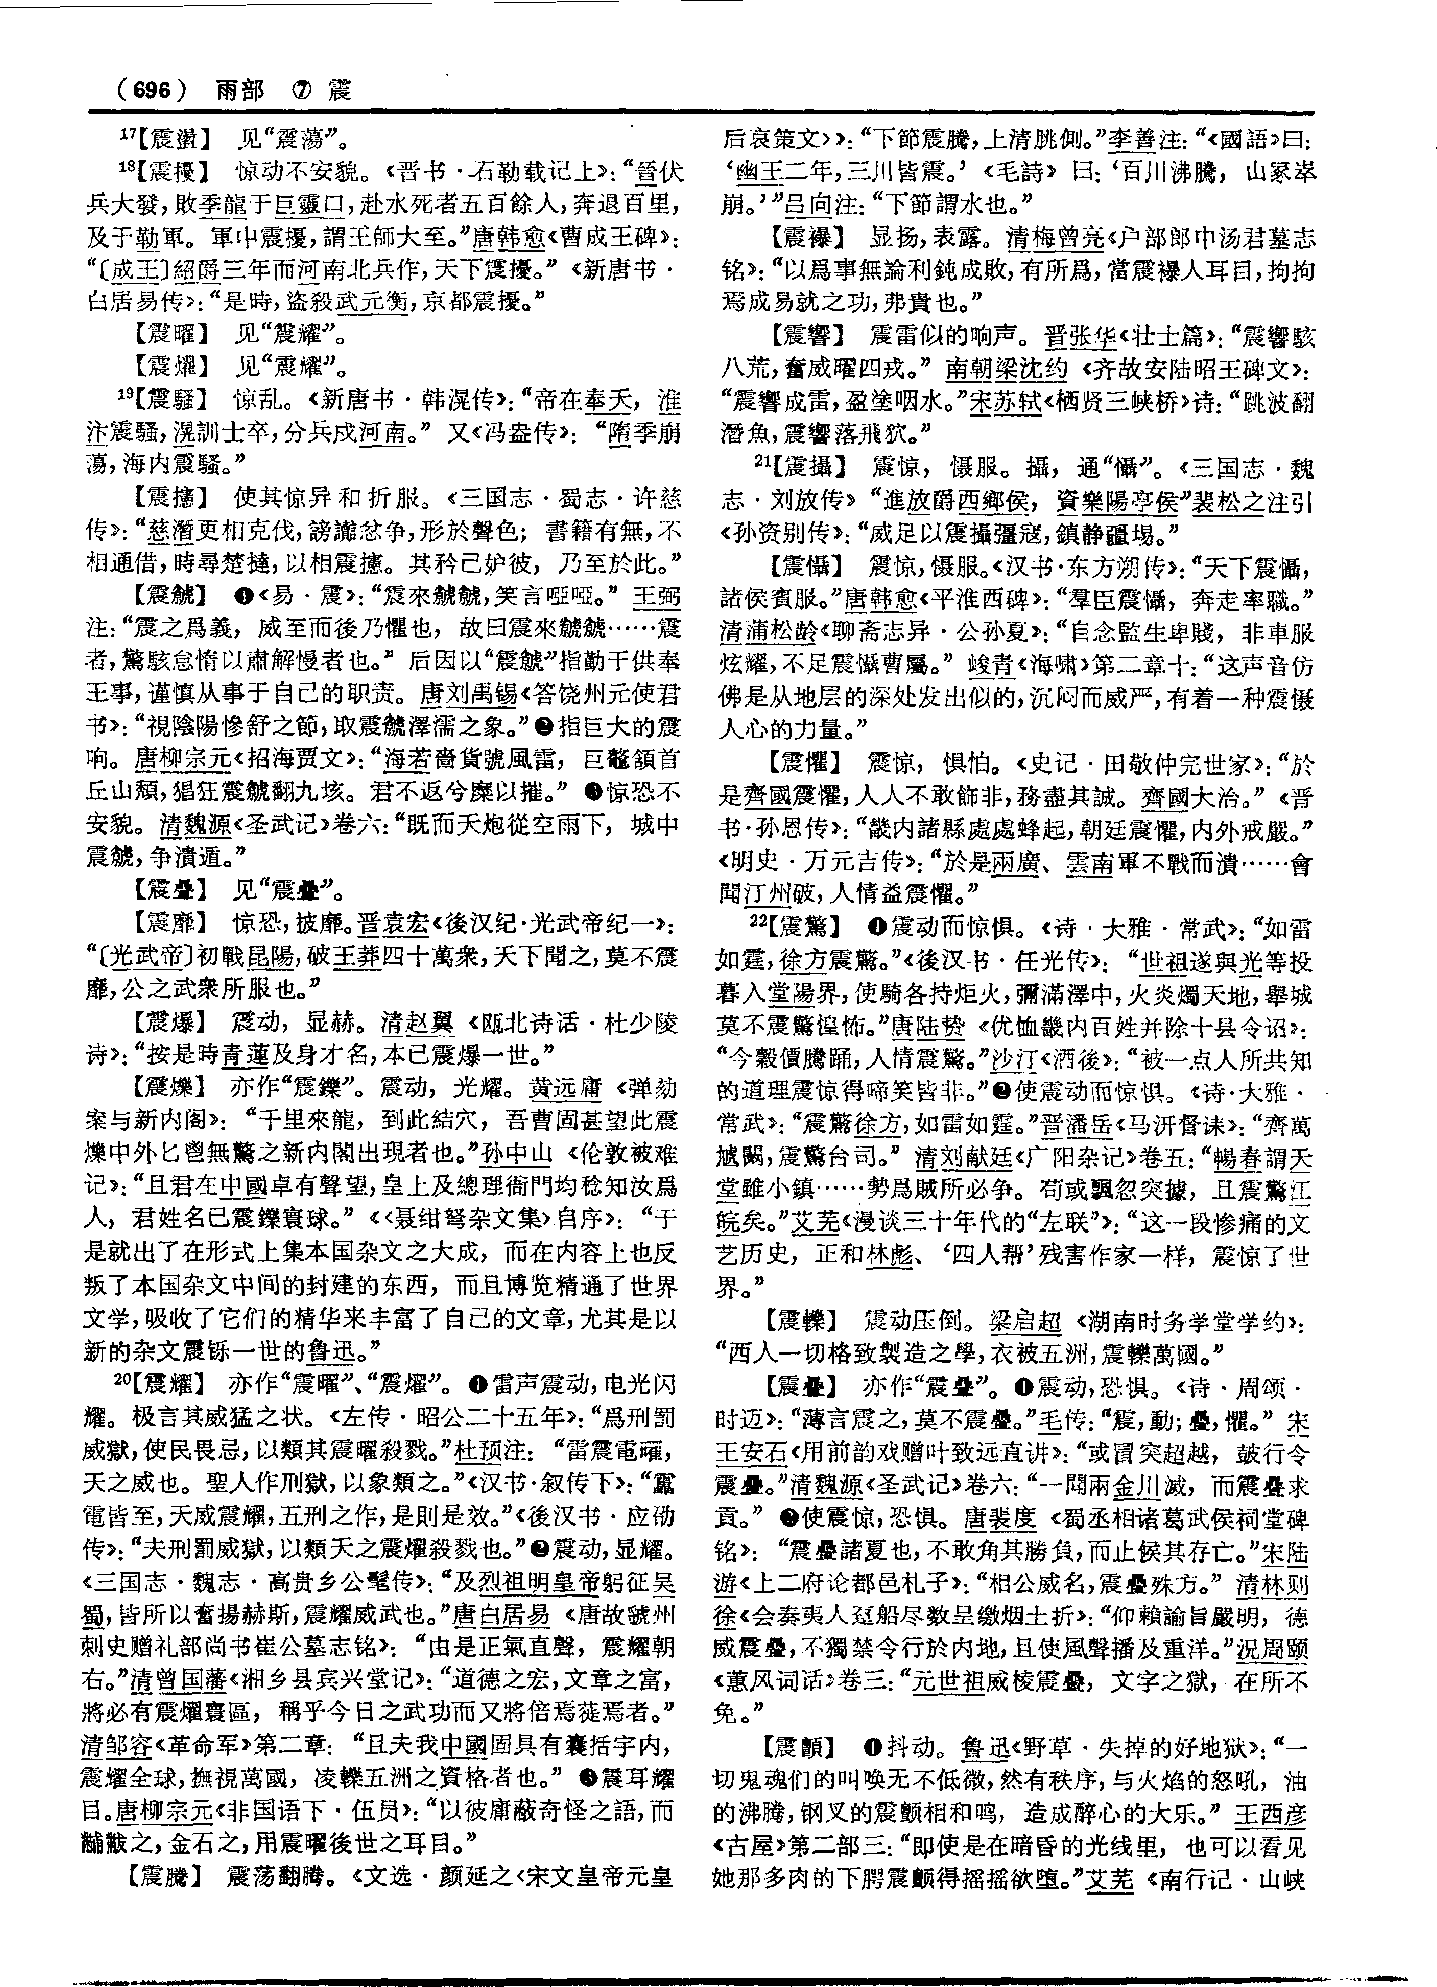 (696) 雨部 ⑦ 震
17【震盪】 见“震荡”。
18【震擾】 惊动不安貌。《晋书·石勒载记上》：“晉伏
兵大發，敗季龍于巨靈口，赴水死者五百餘人，奔退百里，
及于勒軍。軍中震擾，謂王師大至。”唐韩愈《曹成王碑》：
“〔成王〕紹爵三年而河南北兵作，天下震擾。”《新唐书·
白居易传》：“是時，盜殺武元衡，京都震擾。”
【震曜】 见“震耀”。
【震燿】 见“震耀”。
19【震騷】 惊乱。《新唐书·韩滉传》：“帝在奉天，淮
汴震騷，滉訓士卒，分兵戍河南。”又《冯盎传》：“隋季崩
蕩，海内震騷。”
【震攇】 使其惊异和折服。《三国志·蜀志·许慈
传》：“慈潛更相克伐，謗讟忿争，形於聲色；書籍有無，不
相通借，時尋楚撻，以相震攇。其矜己妒彼，乃至於此。”
【震虩】 ❶《易·震》：“震來虩虩，笑言啞啞。”王弼
注：“震之爲義，威至而後乃懼也，故曰震來虩虩……震
者，驚駭怠惰以肅解慢者也。”后因以“震虩”指勤于供奉
王事，谨慎从事于自己的职责。唐刘禹锡《答饶州元使君
书》：“視陰陽慘舒之節，取震虩澤濡之象。”❷指巨大的震
响。唐柳宗元《招海贾文》：“海若嗇貨號風雷，巨鼇頷首
丘山頹，猖狂震虩翻九垓。君不返兮糜以摧。”❸惊恐不
安貌。清魏源《圣武记》卷六：“既而天炮從空雨下，城中
震虩，争潰遁。”
【震疊】 见“震疊”。
【震靡】 惊恐，披靡。晋袁宏《後汉纪·光武帝纪一》：
“〔光武帝〕初戰昆陽，破王莽四十萬衆，天下聞之，莫不震
靡，公之武衆所服也。”
【震爆】 震动，显赫。清赵翼《瓯北诗话·杜少陵
诗》：“按是時青蓮及身才名，本已震爆一世。”
【震爍】 亦作“震鑠”。震动，光耀。黄远庸《弹劾
案与新内阁》：“千里來龍，到此結穴，吾曹固甚望此震
爍中外匕鬯無驚之新内閣出現者也。”孙中山《伦敦被难
记》：“且君在中國卓有聲望，皇上及總理衙門均稔知汝爲
人，君姓名已震鑠寰球。”《〈聂绀弩杂文集〉自序》：“于
是就出了在形式上集本国杂文之大成，而在内容上也反
叛了本国杂文中间的封建的东西，而且博览精通了世界
文学，吸收了它们的精华来丰富了自己的文章，尤其是以
新的杂文震铄一世的鲁迅。”
20【震耀】 亦作“震曜”、“震燿”。❶雷声震动，电光闪
耀。极言其威猛之状。《左传·昭公二十五年》：“爲刑罰
威獄，使民畏忌，以類其震曜殺戮。”杜预注：“雷震電曜，
天之威也。聖人作刑獄，以象類之。”《汉书·叙传下》：“靁
電皆至，天威震耀，五刑之作，是則是效。”《後汉书·应劭
传》：“夫刑罰威獄，以類天之震燿殺戮也。”❷震动，显耀。
《三国志·魏志·高贵乡公髦传》：“及烈祖明皇帝躬征吴
蜀，皆所以奮揚赫斯，震耀威武也。”唐白居易《唐故虢州
刺史赠礼部尚书崔公墓志铭》：“由是正氣直聲，震耀朝
右。”清曾国藩《湘乡县宾兴堂记》：“道德之宏，文章之富，
將必有震燿寰區，稱乎今日之武功而又將倍焉蓰焉者。”
清邹容《革命军》第二章：“且夫我中國固具有囊括宇内，
震燿全球，撫視萬國，凌轢五洲之資格者也。”❸震耳耀
目。唐柳宗元《非国语下·伍员》：“以彼庸蔽奇怪之語，而
黼黻之，金石之，用震曜後世之耳目。”
【震騰】 震荡翻腾。《文选·颜延之〈宋文皇帝元皇
后哀策文〉》：“下節震騰，上清朓側。”李善注：“《國語》曰：
‘幽王二年，三川皆震。’《毛詩》曰：‘百川沸騰，山冢崒
崩。’”吕向注：“下節謂水也。”
【震襮】 显扬，表露。清梅曾亮《户部郎中汤君墓志
铭》：“以爲事無論利鈍成敗，有所爲，當震襮人耳目，拘拘
焉成易就之功，弗貴也。”
【震響】 震雷似的响声。晋张华《壮士篇》：“震響駭
八荒，奮威曜四戎。”南朝梁沈约《齐故安陆昭王碑文》：
“震響成雷，盈塗咽水。”宋苏轼《栖贤三峡桥》诗：“跳波翻
潛魚，震響落飛狖。”
21【震攝】 震惊，慑服。攝，通“懾”。《三国志·魏
志·刘放传》“進放爵西鄉侯，資樂陽亭侯”裴松之注引
《孙资别传》：“威足以震攝彊寇，鎮静疆埸。”
【震懾】 震惊，慑服。《汉书·东方朔传》：“天下震懾，
諸侯賓服。”唐韩愈《平淮西碑》：“羣臣震懾，奔走率職。”
清蒲松龄《聊斋志异·公孙夏》：“自念監生卑賤，非車服
炫耀，不足震懾曹屬。”峻青《海啸》第二章十：“这声音仿
佛是从地层的深处发出似的，沉闷而威严，有着一种震慑
人心的力量。”
【震懼】 震惊，惧怕。《史记·田敬仲完世家》：“於
是齊國震懼，人人不敢飾非，務盡其誠。齊國大治。”《晋
书·孙恩传》：“畿内諸縣處處蜂起，朝廷震懼，内外戒嚴。”
《明史·万元吉传》：“於是兩廣、雲南軍不戰而潰……會
聞汀州破，人情益震懼。”
22【震驚】 ❶震动而惊惧。《诗·大雅·常武》：“如雷
如霆，徐方震驚。”《後汉书·任光传》：“世祖遂與光等投
暮入堂陽界，使騎各持炬火，彌滿澤中，火炎燭天地，舉城
莫不震驚惶怖。”唐陆贽《优恤畿内百姓并除十县令诏》：
“今穀價騰踊，人情震驚。”沙汀《酒後》：“被一点人所共知
的道理震惊得啼笑皆非。”❷使震动而惊惧。《诗·大雅·
常武》：“震驚徐方，如雷如霆。”晋潘岳《马汧督诔》：“齊萬
虓闞，震驚台司。”清刘献廷《广阳杂记》卷五：“暢春謂天
堂雖小鎮……勢爲賊所必争。苟或飄忽突據，且震驚江
皖矣。”艾芜《漫谈三十年代的“左联”》：“这一段惨痛的文
艺历史，正和林彪、‘四人帮’残害作家一样，震惊了世
界。”
【震轢】 震动压倒。梁启超《湖南时务学堂学约》：
“西人一切格致製造之學，衣被五洲，震轢萬國。”
【震疊】 亦作“震疊”。❶震动，恐惧。《诗·周颂·
时迈》：“薄言震之，莫不震疊。”毛传：“震，動；疊，懼。”宋
王安石《用前韵戏赠叶致远直讲》：“或冒突超越，鼓行令
震疊。”清魏源《圣武记》卷六：“一聞兩金川滅，而震疊求
貢。”❷使震惊，恐惧。唐裴度《蜀丞相诸葛武侯祠堂碑
铭》：“震疊諸夏也，不敢角其勝負，而止候其存亡。”宋陆
游《上二府论都邑札子》：“相公威名，震疊殊方。”清林则
徐《会奏夷人趸船尽数呈缴烟土折》：“仰賴諭旨嚴明，德
威震疊，不獨禁令行於内地，且使風聲播及重洋。”况周颐
《蕙风词话》卷三：“元世祖威棱震疊，文字之獄，在所不
免。”
【震顫】 ❶抖动。鲁迅《野草·失掉的好地狱》：“一
切鬼魂们的叫唤无不低微，然有秩序，与火焰的怒吼，油
的沸腾，钢叉的震颤相和鸣，造成醉心的大乐。”王西彦
《古屋》第二部三：“即使是在暗昏的光线里，也可以看见
她那多肉的下腭震颤得摇摇欲堕。”艾芜《南行记·山峡